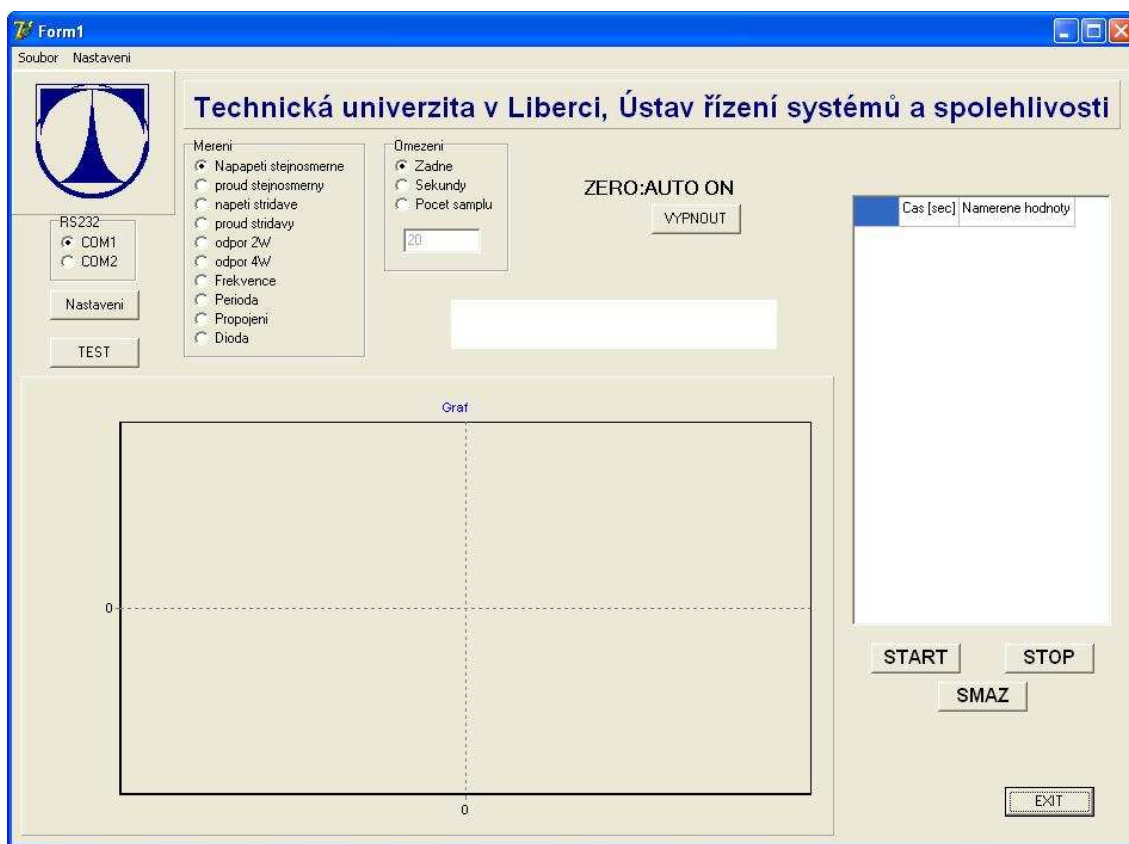 Form1
Soubor Nastaveni
Technická univerzita v Liberci, Ústav řízení systémů a spolehlivosti
RS232
COM1
COM2
Nastaveni
TEST
Mereni
Napapeti stejnosmerne
proud stejnosmerny
napeti stridave
proud stridavy
odpor 2W
odpor 4W
Frekvence
Perioda
Propojeni
Dioda
Omezeni
Zadne
Sekundy
Pocet samplu
20
ZERO:AUTO ON
VYPNOUT
Cas [sec] Namerene hodnoty
Graf
0
0
START STOP
SMAZ
EXIT